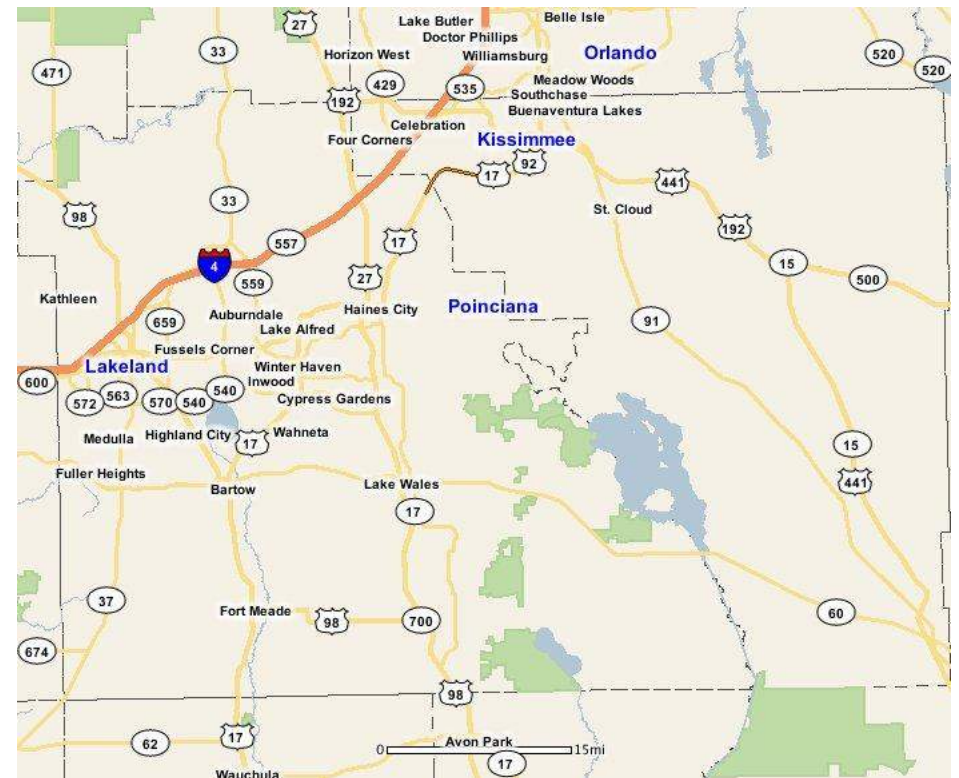 Lake Butler
Belle Isle
27
Doctor Phillips
33
Horizon West
Williamsburg
Orlando
520
471
520
429
535
Meadow Woods
192
Southchase
Buenaventura Lakes
Celebration
Four Corners
Kissimmee
92
17
441
98
33
St. Cloud
192
557
17
4
15
27
559
500
Kathleen
Haines City
Poinciana
Auburndale
659
Lake Alfred
91
Fussels Corner
Lakeland
Winter Haven
600
Inwood
572
563
570
540
540
Cypress Gardens
Medulla
Highland City
17
Wahneta
15
Fuller Heights
Bartow
Lake Wales
441
17
37
Fort Meade
98
700
60
674
98
62
17
Avon Park
0
15mi
17
Wauchula